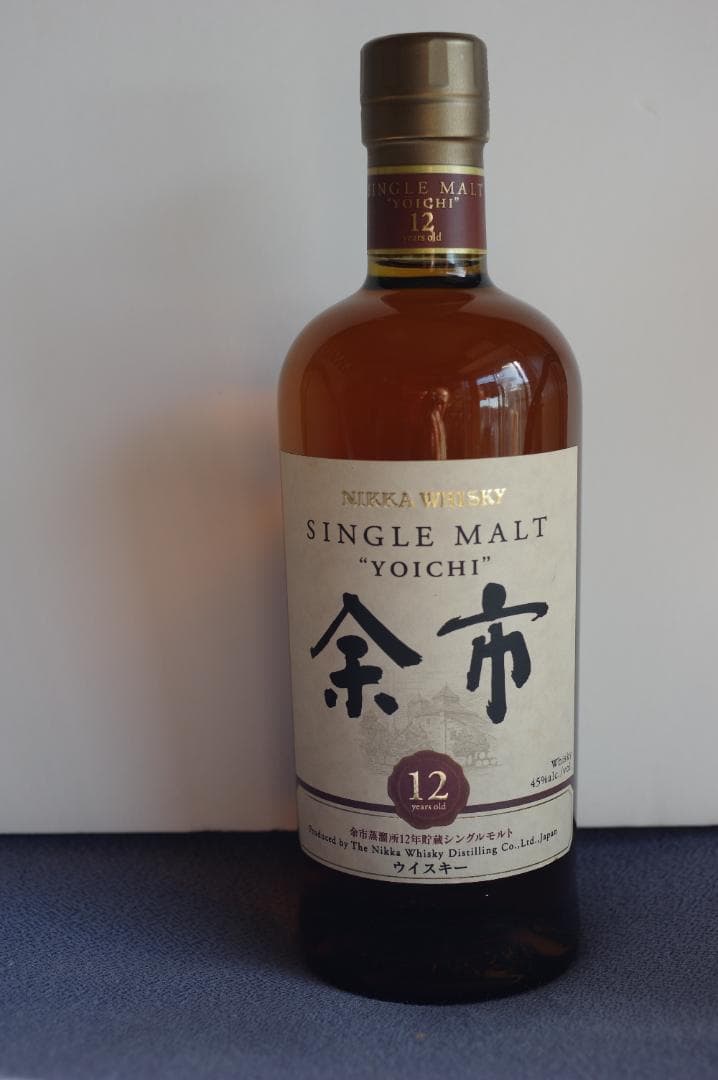 SINGLE MALT
"YOICHI"
12
years old
NIKKA WHISKY
SINGLE MALT
"YOICHI"
余市
Whisky
45%alc./vol
12
years old
余市蒸溜所12年貯蔵シングルモルト
Produced by The Nikka Whisky Distilling Co.,Ltd.,Japan
ウイスキー